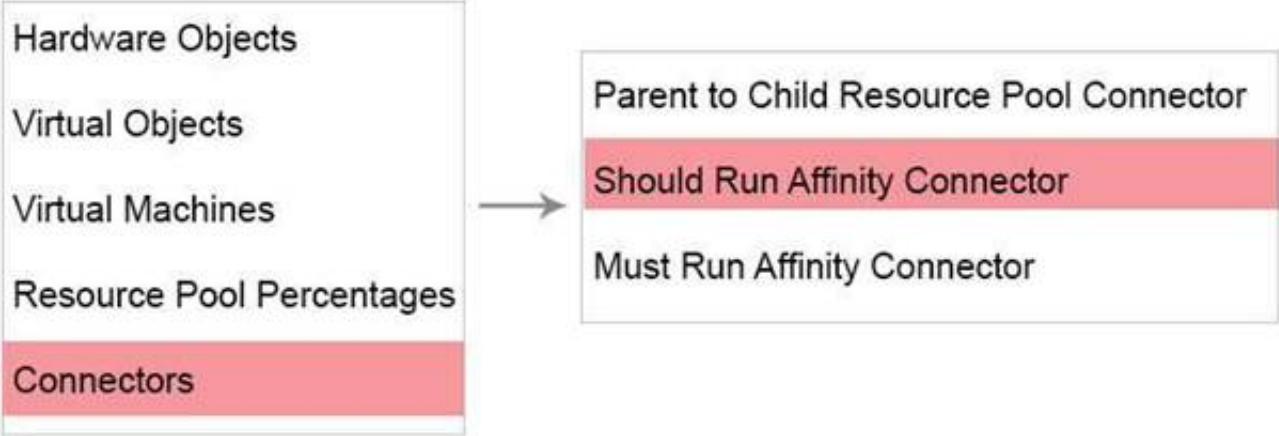 Hardware Objects
Virtual Objects
Virtual Machines
Resource Pool Percentages
Connectors
Parent to Child Resource Pool Connector
Should Run Affinity Connector
Must Run Affinity Connector